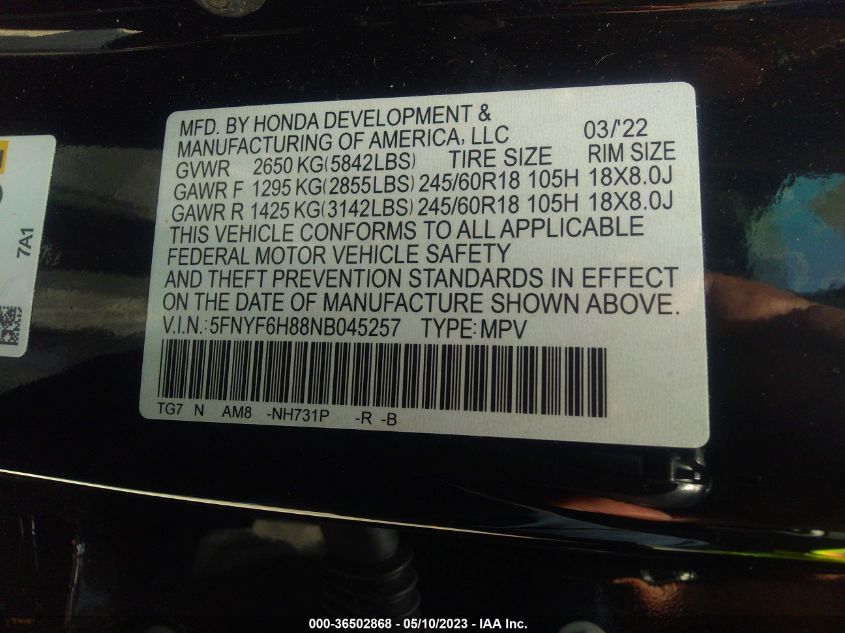 MFD. BY HONDA DEVELOPMENT &
MANUFACTURING OF AMERICA, LLC 03/'22
GVWR 2650 KG(5842LBS) TIRE SIZE RIM SIZE
GAWR F 1295 KG(2855LBS) 245/60R18 105H 18X8.0J
GAWR R 1425 KG(3142LBS) 245/60R18 105H 18X8.0J
THIS VEHICLE CONFORMS TO ALL APPLICABLE
FEDERAL MOTOR VEHICLE SAFETY
AND THEFT PREVENTION STANDARDS IN EFFECT
ON THE DATE OF MANUFACTURE SHOWN ABOVE.
V.I.N.: 5FNYF6H88NB045257 TYPE: MPV
TG7 N AM8 -NH731P -R -B
7A1
000-36502868 - 05/10/2023 - IAA Inc.